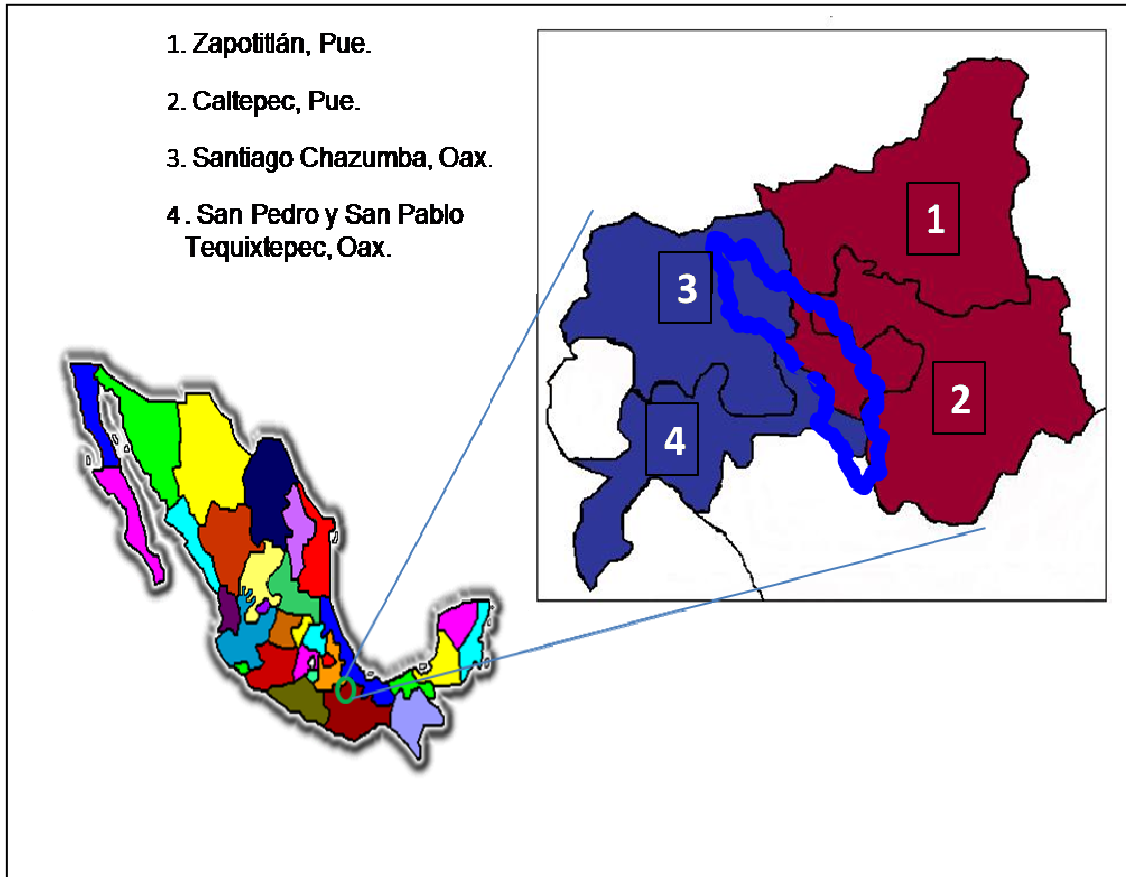 1. Zapotitlán, Pue.
2. Caltepec, Pue.
3. Santiago Chazumba, Oax.
4. San Pedro y San Pablo
Tequixtepec, Oax.
1
3
2
4